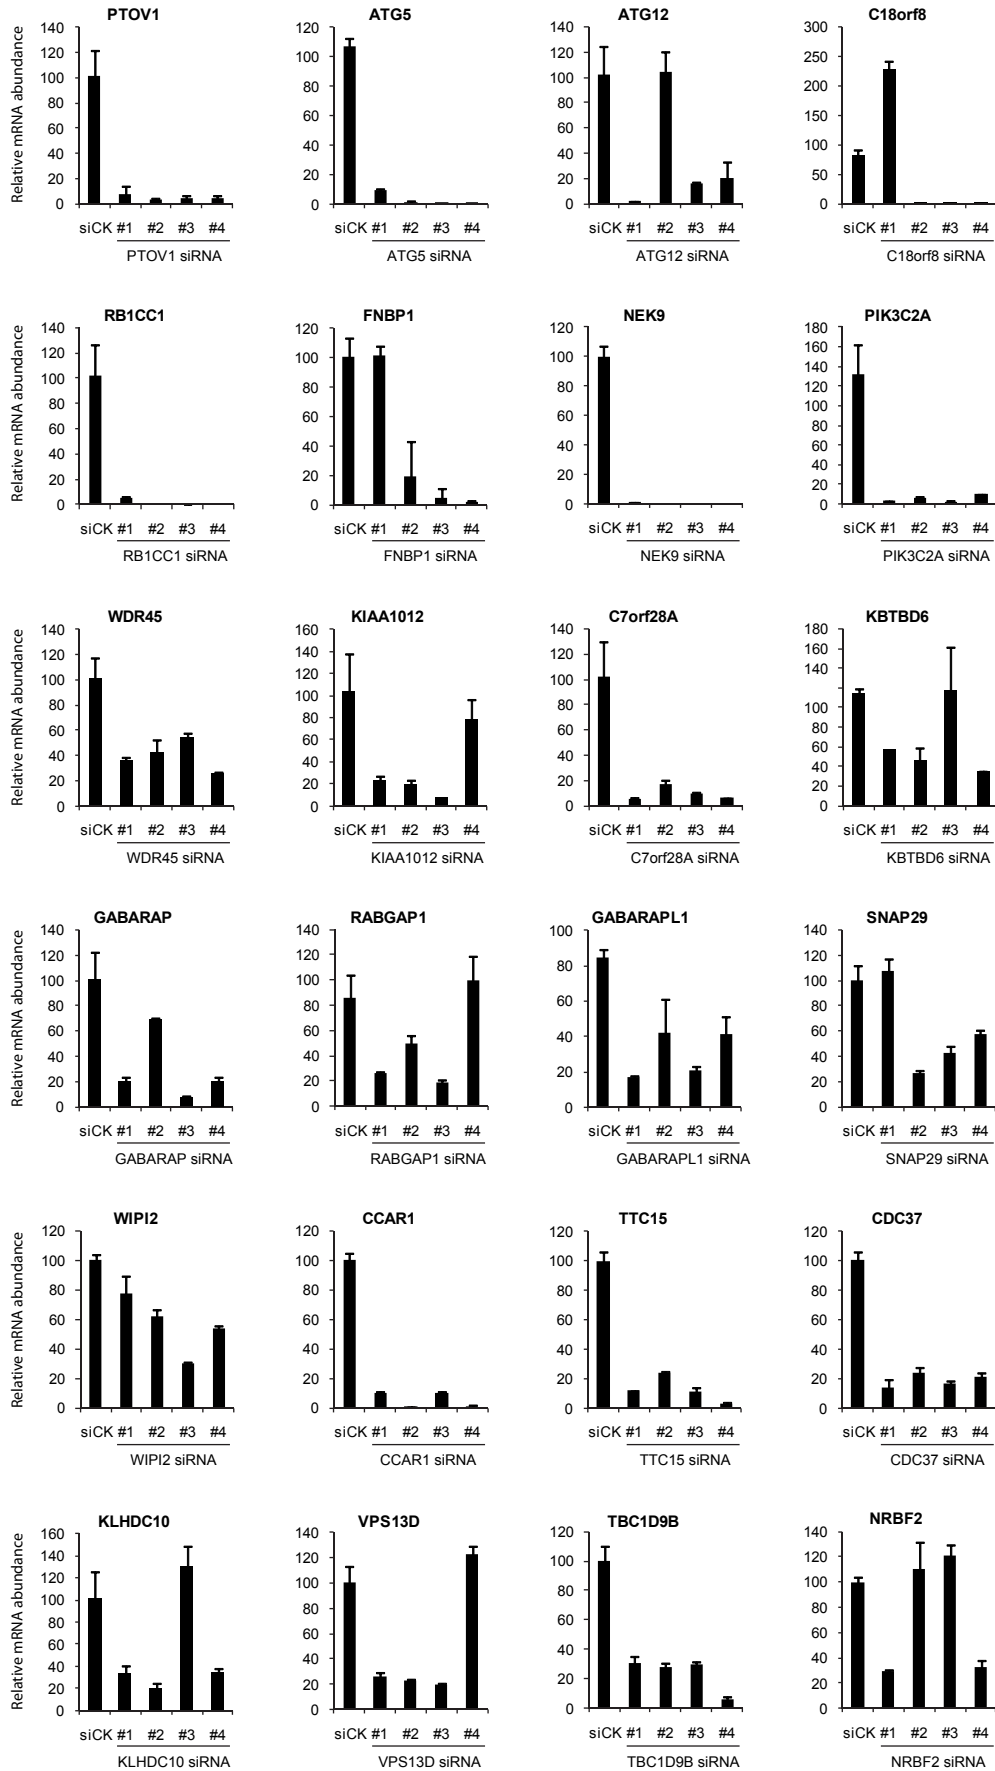 PTOV1
Relative mRNA abundance
140
120
100
80
60
40
20
0
siCK #1 #2 #3 #4
PTOV1 siRNA
ATG5
120
100
80
60
40
20
0
siCK #1 #2 #3 #4
ATG5 siRNA
ATG12
140
120
100
80
60
40
20
0
siCK #1 #2 #3 #4
ATG12 siRNA
C18orf8
300
250
200
150
100
50
0
siCK #1 #2 #3 #4
C18orf8 siRNA
RB1CC1
Relative mRNA abundance
140
120
100
80
60
40
20
0
siCK #1 #2 #3 #4
RB1CC1 siRNA
FNBP1
120
100
80
60
40
20
0
siCK #1 #2 #3 #4
FNBP1 siRNA
NEK9
120
100
80
60
40
20
0
siCK #1 #2 #3 #4
NEK9 siRNA
PIK3C2A
180
160
140
120
100
80
60
40
20
0
siCK #1 #2 #3 #4
PIK3C2A siRNA
WDR45
Relative mRNA abundance
140
120
100
80
60
40
20
0
siCK #1 #2 #3 #4
WDR45 siRNA
KIAA1012
160
140
120
100
80
60
40
20
0
siCK #1 #2 #3 #4
KIAA1012 siRNA
C7orf28A
140
120
100
80
60
40
20
0
siCK #1 #2 #3 #4
C7orf28A siRNA
KBTBD6
180
160
140
100
80
60
40
20
0
siCK #1 #2 #3 #4
KBTBD6 siRNA
GABARAP
Relative mRNA abundance
140
120
100
80
60
40
20
0
siCK #1 #2 #3 #4
GABARAP siRNA
RABGAP1
140
120
100
80
60
40
20
0
siCK #1 #2 #3 #4
RABGAP1 siRNA
GABARAPL1
100
80
60
40
20
0
siCK #1 #2 #3 #4
GABARAPL1 siRNA
SNAP29
140
120
100
80
60
40
20
0
siCK #1 #2 #3 #4
SNAP29 siRNA
WIPI2
Relative mRNA abundance
120
100
80
60
40
20
0
siCK #1 #2 #3 #4
WIPI2 siRNA
CCAR1
120
100
80
60
40
20
0
siCK #1 #2 #3 #4
CCAR1 siRNA
TTC15
120
100
80
60
40
20
0
siCK #1 #2 #3 #4
TTC15 siRNA
CDC37
120
100
80
60
40
20
0
siCK #1 #2 #3 #4
CDC37 siRNA
KLHDC10
Relative mRNA abundance
160
140
120
100
80
60
40
20
0
siCK #1 #2 #3 #4
KLHDC10 siRNA
VPS13D
140
120
100
80
60
40
20
0
siCK #1 #2 #3 #4
VPS13D siRNA
TBC1D9B
120
100
80
60
40
20
0
siCK #1 #2 #3 #4
TBC1D9B siRNA
NRBF2
140
120
100
80
60
40
20
0
siCK #1 #2 #3 #4
NRBF2 siRNA